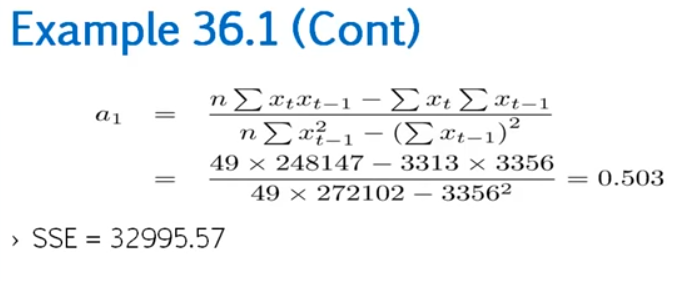 Example 36.1 (Cont)
a₁ = (n ∑ xₜxₜ₋₁ − ∑ xₜ ∑ xₜ₋₁) / (n ∑ x²ₜ₋₁ − (∑ xₜ₋₁)²)
= (49 × 248147 − 3313 × 3356) / (49 × 272102 − 3356²) = 0.503
› SSE = 32995.57